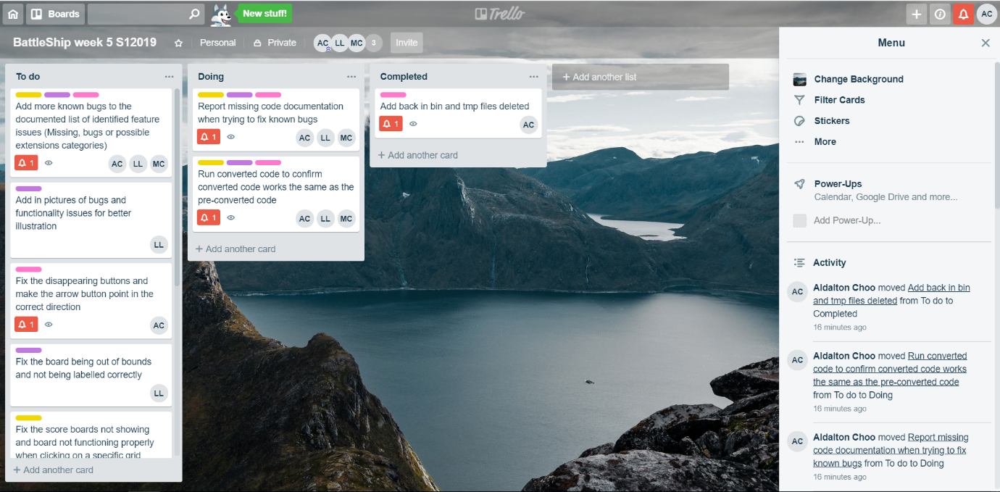 Boards
New stuff!
Trello
AC
BattleShip week 5 S12019
Personal
Private
AC LL MC 3
Invite
To do
Add more known bugs to the
documented list of identified feature
issues (Missing, bugs or possible
extensions categories)
1
AC LL MC
Add in pictures of bugs and
functionality issues for better
illustration
LL
Fix the disappearing buttons and
make the arrow button point in the
correct direction
1
AC
Fix the board being out of bounds
and not being labelled correctly
LL
Fix the score boards not showing
and board not functioning properly
when clicking on a specific grid
+ Add another card
Doing
Report missing code documentation
when trying to fix known bugs
1
AC LL MC
Run converted code to confirm
converted code works the same as the
pre-converted code
1
AC LL MC
+ Add another card
Completed
Add back in bin and tmp files deleted
1
AC
+ Add another card
+ Add another list
Menu
Change Background
Filter Cards
Stickers
More
Power-Ups
Calendar, Google Drive and more...
Add Power-Up...
Activity
AC
Aldalton Choo moved Add back in bin
and tmp files deleted from To do to
Completed
16 minutes ago
AC
Aldalton Choo moved Run converted
code to confirm converted code works
the same as the pre-converted code
from To do to Doing
16 minutes ago
AC
Aldalton Choo moved Report missing
code documentation when trying to fix
known bugs from To do to Doing
16 minutes ago